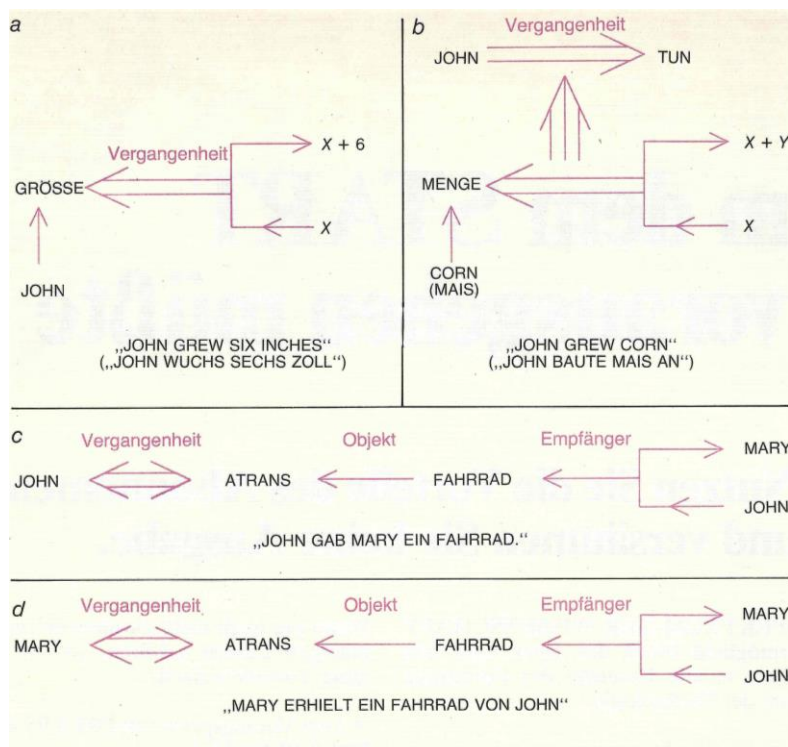 a
Vergangenheit
GRÖSSE
X + 6
X
JOHN
„JOHN GREW SIX INCHES“
(„JOHN WUCHS SECHS ZOLL“)
b
Vergangenheit
JOHN TUN
MENGE
X + Y
X
CORN
(MAIS)
„JOHN GREW CORN“
(„JOHN BAUTE MAIS AN“)
c
Vergangenheit Objekt Empfänger
MARY
JOHN ATRANS FAHRRAD
JOHN
„JOHN GAB MARY EIN FAHRRAD.“
d
Vergangenheit Objekt Empfänger
MARY
MARY ATRANS FAHRRAD
JOHN
„MARY ERHIELT EIN FAHRRAD VON JOHN“